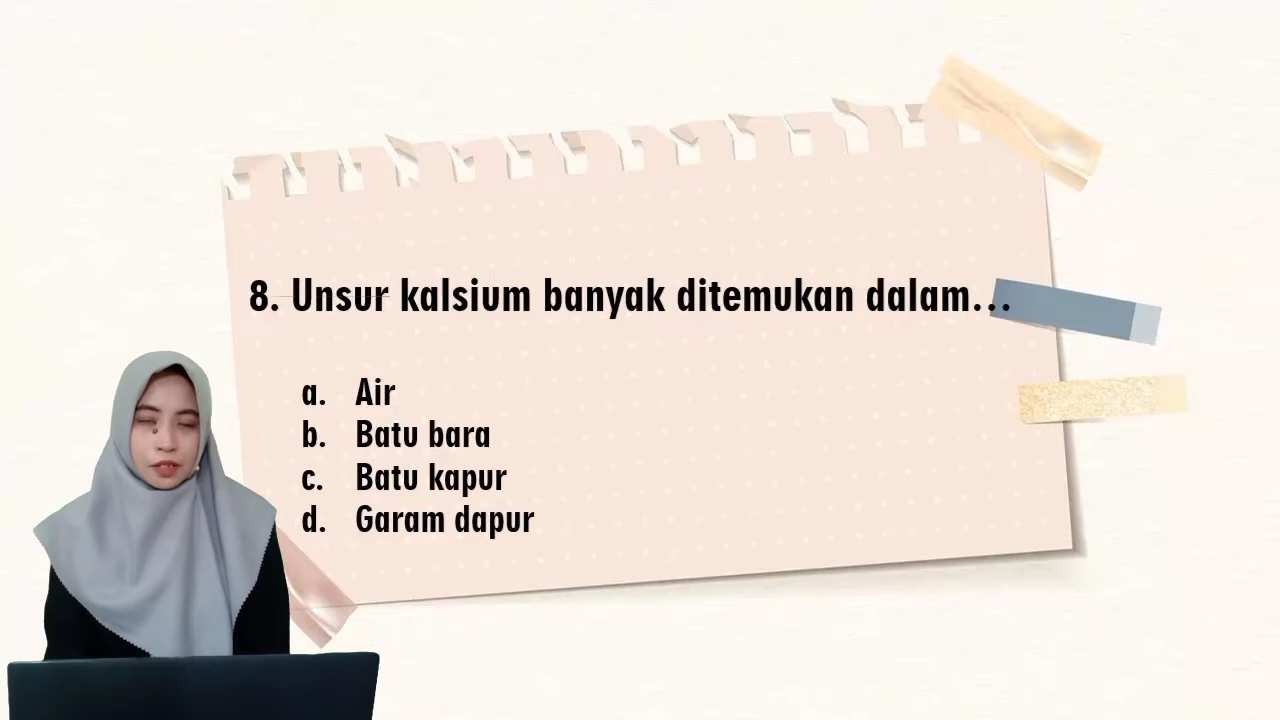 8. Unsur kalsium banyak ditemukan dalam...
a. Air
b. Batu bara
c. Batu kapur
d. Garam dapur